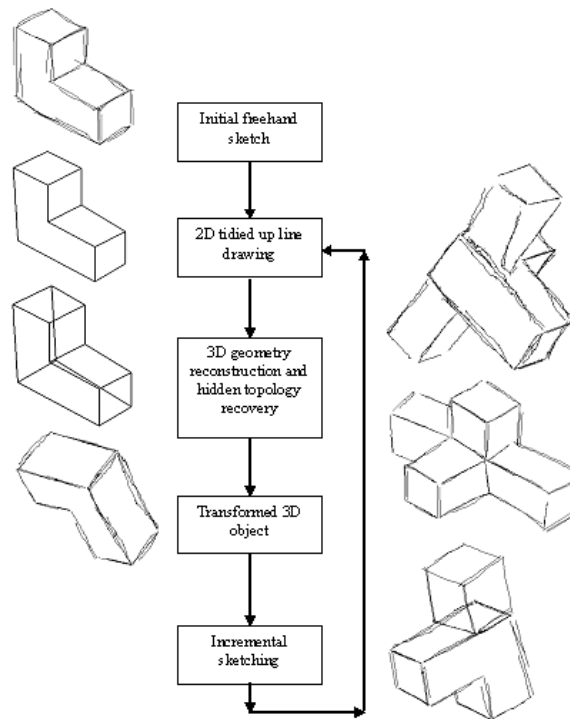 Initial freehand
sketch
2D tidied up line
drawing
3D geometry
reconstruction and
hidden topology
recovery
Transformed 3D
object
Incremental
sketching